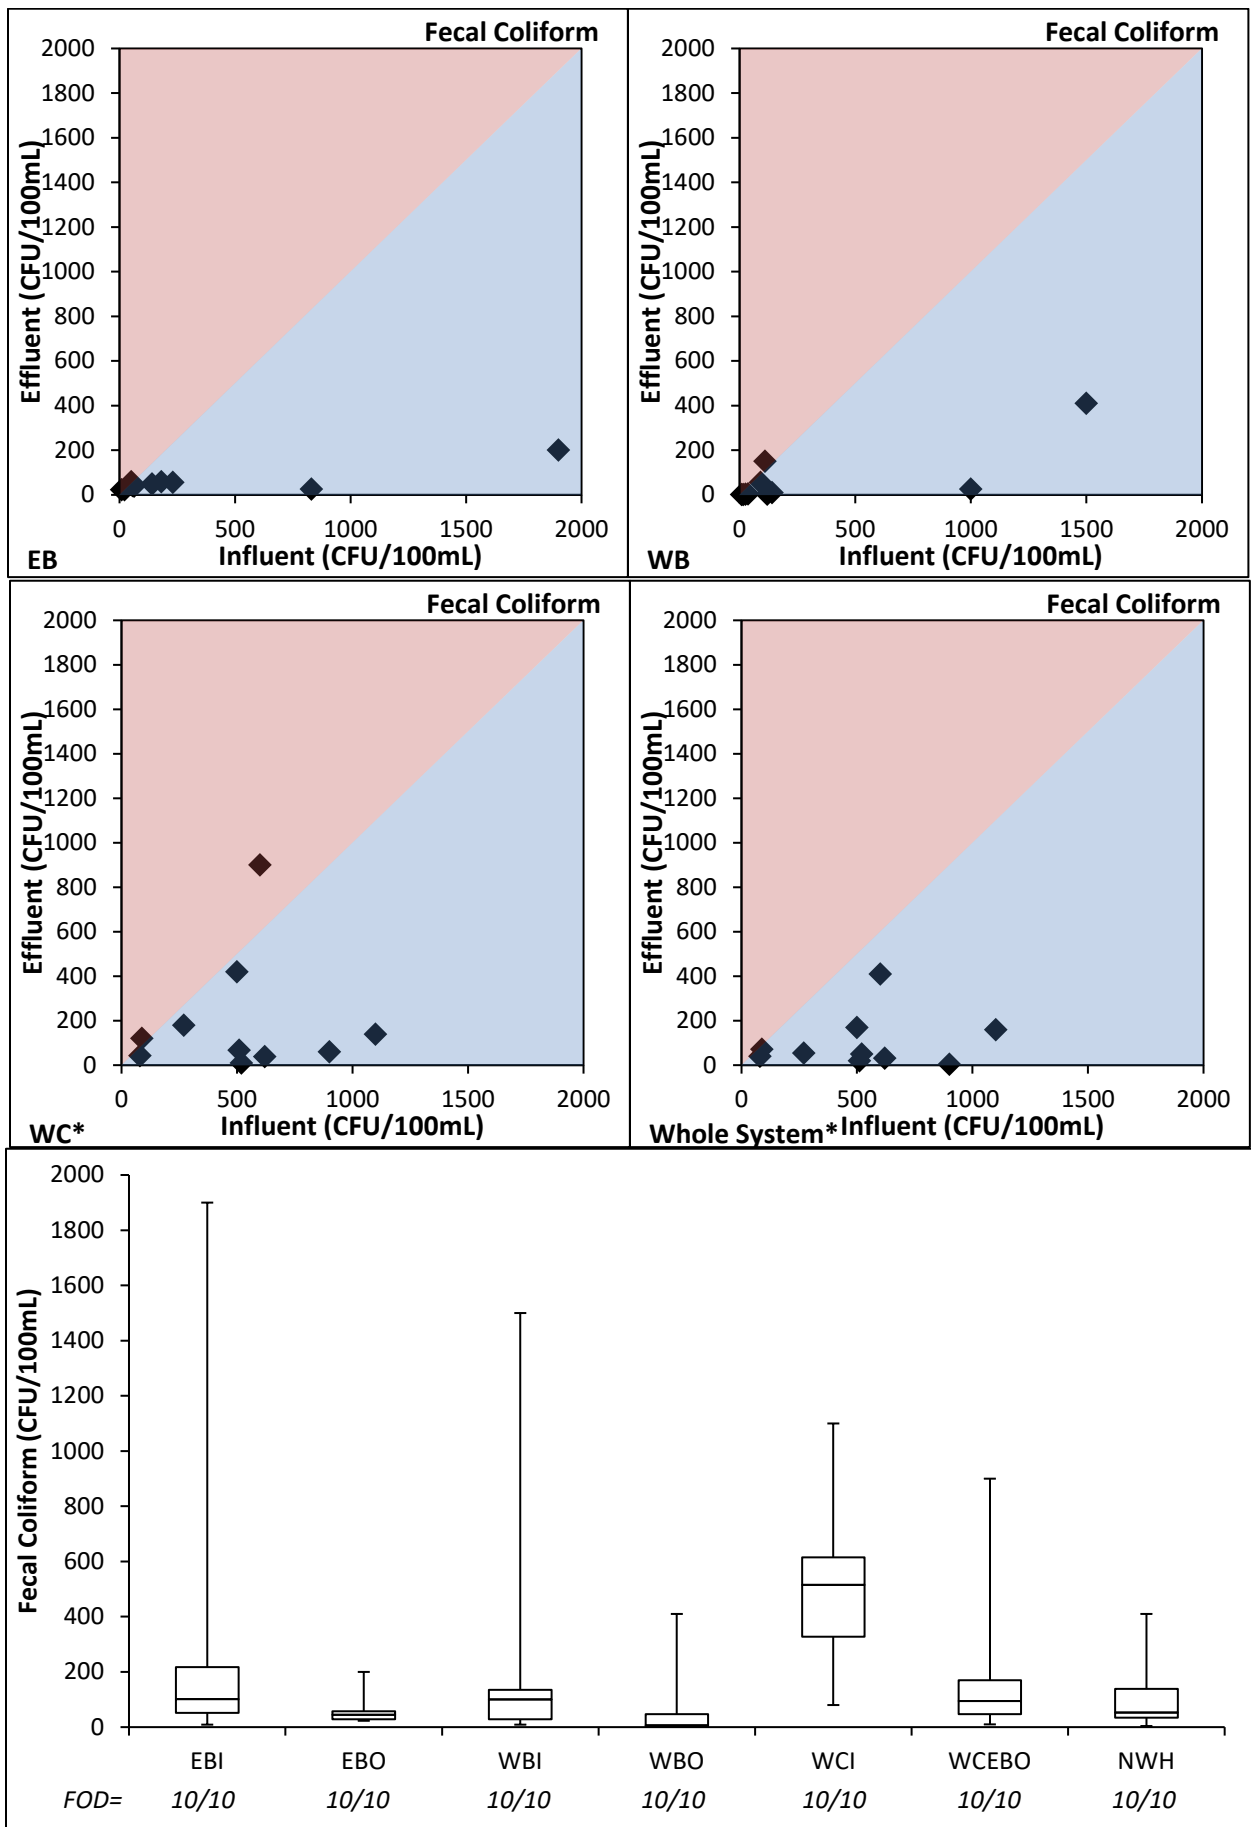 Fecal Coliform
2000
1800
1600
1400
1200
1000
800
600
400
200
0
Effluent (CFU/100mL)
0 500 1000 1500 2000
Influent (CFU/100mL)
EB
Fecal Coliform
2000
1800
1600
1400
1200
1000
800
600
400
200
0
Effluent (CFU/100mL)
0 500 1000 1500 2000
Influent (CFU/100mL)
WB
Fecal Coliform
2000
1800
1600
1400
1200
1000
800
600
400
200
0
Effluent (CFU/100mL)
0 500 1000 1500 2000
WC* Influent (CFU/100mL)
Fecal Coliform
2000
1800
1600
1400
1200
1000
800
600
400
200
0
Effluent (CFU/100mL)
0 500 1000 1500 2000
Whole System* Influent (CFU/100mL)
2000
1800
1600
1400
1200
1000
800
600
400
200
0
Fecal Coliform (CFU/100mL)
EBI EBO WBI WBO WCI WCEBO NWH
FOD= 10/10 10/10 10/10 10/10 10/10 10/10 10/10